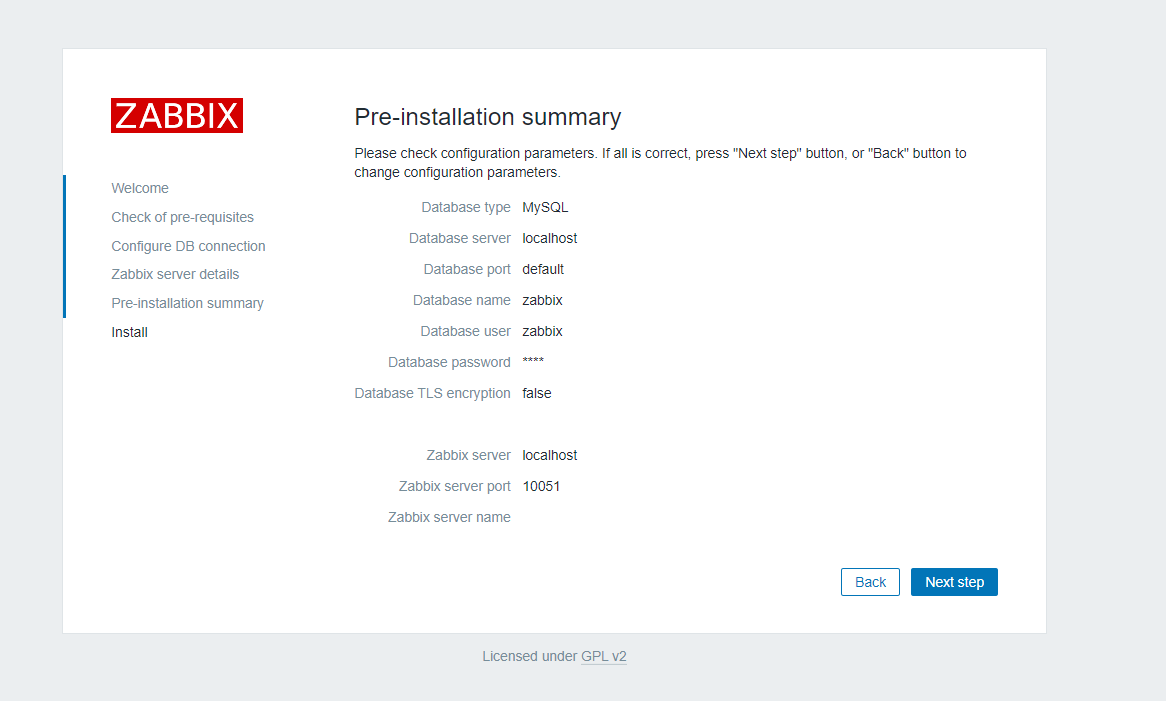 ZABBIX
Welcome
Check of pre-requisites
Configure DB connection
Zabbix server details
Pre-installation summary
Install
Pre-installation summary
Please check configuration parameters. If all is correct, press "Next step" button, or "Back" button to
change configuration parameters.
Database type MySQL
Database server localhost
Database port default
Database name zabbix
Database user zabbix
Database password ****
Database TLS encryption false
Zabbix server localhost
Zabbix server port 10051
Zabbix server name
Back Next step
Licensed under GPL v2